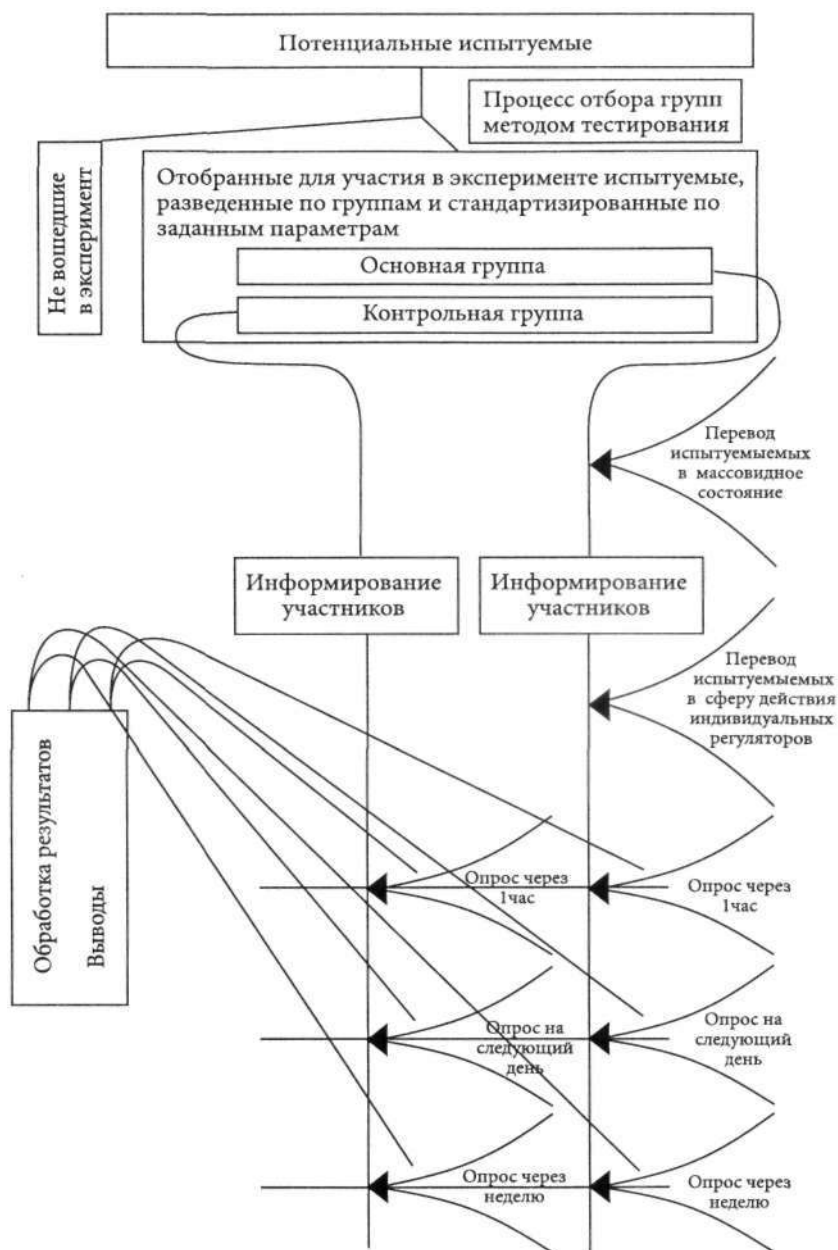 Потенциальные испытуемые
Процесс отбора групп
методом тестирования
Не вошедшие
в эксперимент
Отобранные для участия в эксперименте испытуемые,
разведенные по группам и стандартизированные по
заданным параметрам
Основная группа
Контрольная группа
Перевод
испытуемыемых
в массовидное
состояние
Информирование
участников
Информирование
участников
Перевод
испытуемыемых
в сферу действия
индивидуальных
регуляторов
Обработка результатов
Выводы
Опрос через
1час
Опрос через
1час
Опрос на
следующий
день
Опрос на
следующий
день
Опрос через
неделю
Опрос через
неделю